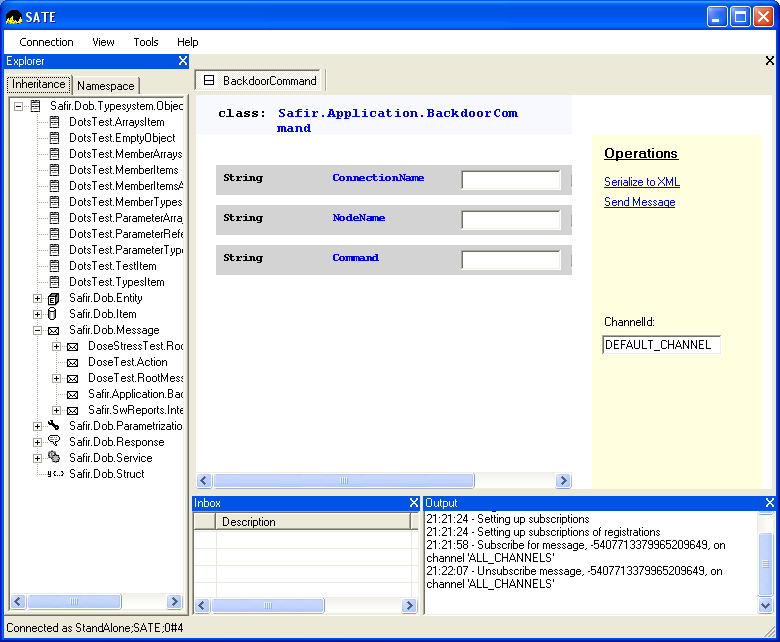 SATE
Connection View Tools Help
Explorer
Inheritance Namespace
Safir.Dob.Typesystem.Objec
DotsTest.ArraysItem
DotsTest.EmptyObject
DotsTest.MemberArrays
DotsTest.MemberItems
DotsTest.MemberItemsA
DotsTest.MemberTypes
DotsTest.ParameterArra
DotsTest.ParameterRefe
DotsTest.ParameterType
DotsTest.TestItem
DotsTest.TypesItem
Safir.Dob.Entity
Safir.Dob.Item
Safir.Dob.Message
DoseStressTest.Roo
DoseTest.Action
DoseTest.RootMess
Safir.Application.Bac
Safir.SwReports.Inte
Safir.Dob.Parametrizatio
Safir.Dob.Response
Safir.Dob.Service
Safir.Dob.Struct
BackdoorCommand
class: Safir.Application.BackdoorCom
mand
String ConnectionName
String NodeName
String Command
Operations
Serialize to XML
Send Message
ChannelId:
DEFAULT_CHANNEL
Inbox
Description
Output
21:21:24 - Setting up subscriptions
21:21:24 - Setting up subscriptions of registrations
21:21:58 - Subscribe for message, -5407713379965209649, on
channel 'ALL_CHANNELS'
21:22:07 - Unsubscribe message, -5407713379965209649, on
channel 'ALL_CHANNELS'
Connected as StandAlone;SATE;0#4